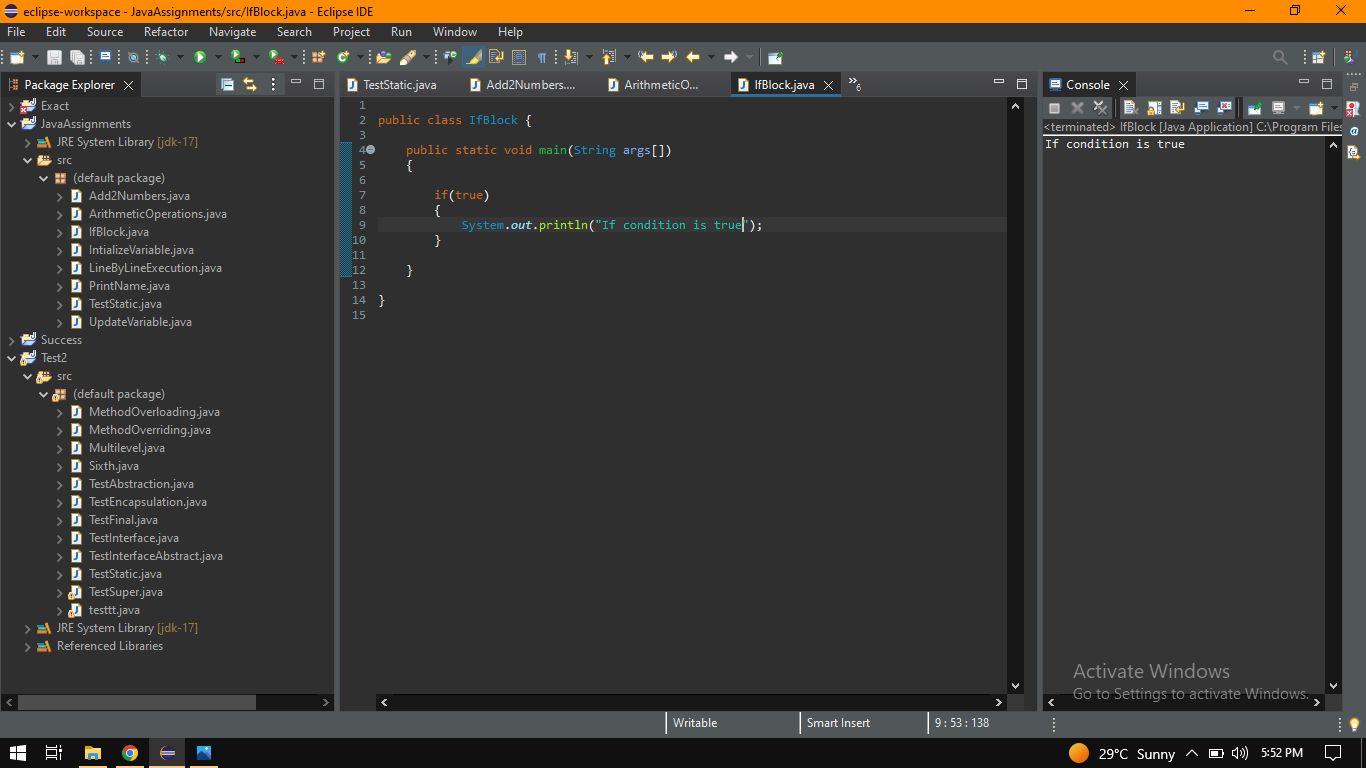 eclipse-workspace - JavaAssignments/src/IfBlock.java - Eclipse IDE
File Edit Source Refactor Navigate Search Project Run Window Help
Package Explorer
Exact
JavaAssignments
JRE System Library [jdk-17]
src
(default package)
Add2Numbers.java
ArithmeticOperations.java
IfBlock.java
IntializeVariable.java
LineByLineExecution.java
PrintName.java
TestStatic.java
UpdateVariable.java
Success
Test2
src
(default package)
MethodOverloading.java
MethodOverriding.java
Multilevel.java
Sixth.java
TestAbstraction.java
TestEncapsulation.java
TestFinal.java
TestInterface.java
TestInterfaceAbstract.java
TestStatic.java
TestSuper.java
testtt.java
JRE System Library [jdk-17]
Referenced Libraries
TestStatic.java Add2Numbers.... ArithmeticO... IfBlock.java »6
1
2 public class IfBlock {
3
4 public static void main(String args[])
5 {
6
7 if(true)
8 {
9 System.out.println("If condition is true");
10 }
11
12 }
13
14 }
15
Console
<terminated> IfBlock [Java Application] C:\Program Files
If condition is true
Activate Windows
Go to Settings to activate Windows.
Writable Smart Insert 9 : 53 : 138
29°C Sunny 5:52 PM